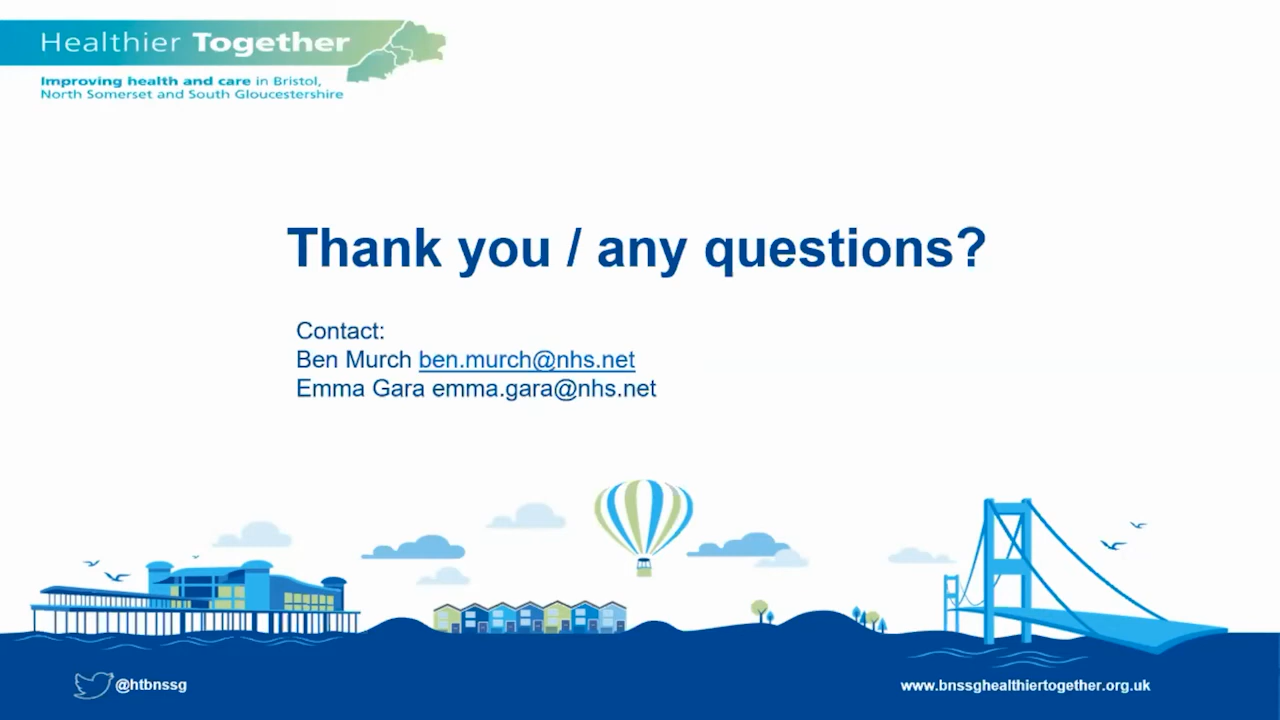 Healthier Together
Improving health and care in Bristol,
North Somerset and South Gloucestershire
Thank you / any questions?
Contact:
Ben Murch ben.murch@nhs.net
Emma Gara emma.gara@nhs.net
@htbnssg
www.bnssghealthiertogether.org.uk